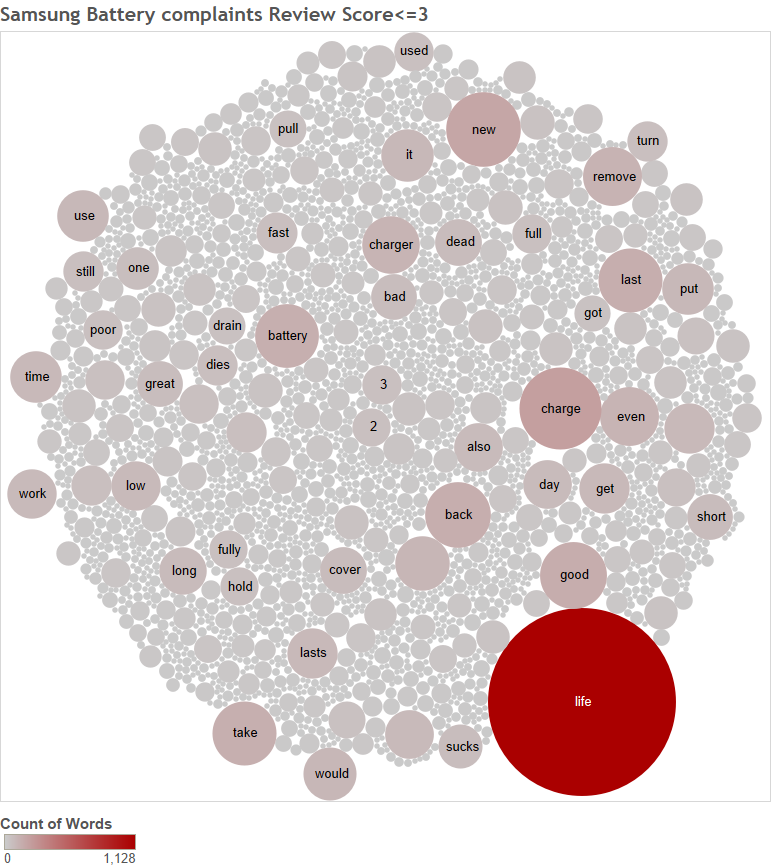 Samsung Battery complaints Review Score<=3
used
new
pull
it
turn
remove
use
fast
charger
dead
full
still
one
last
put
bad
got
poor
drain
battery
dies
time
great
3
charge
even
2
also
work
low
day
get
back
short
fully
long
hold
cover
good
lasts
life
take
sucks
would
Count of Words
0 1,128